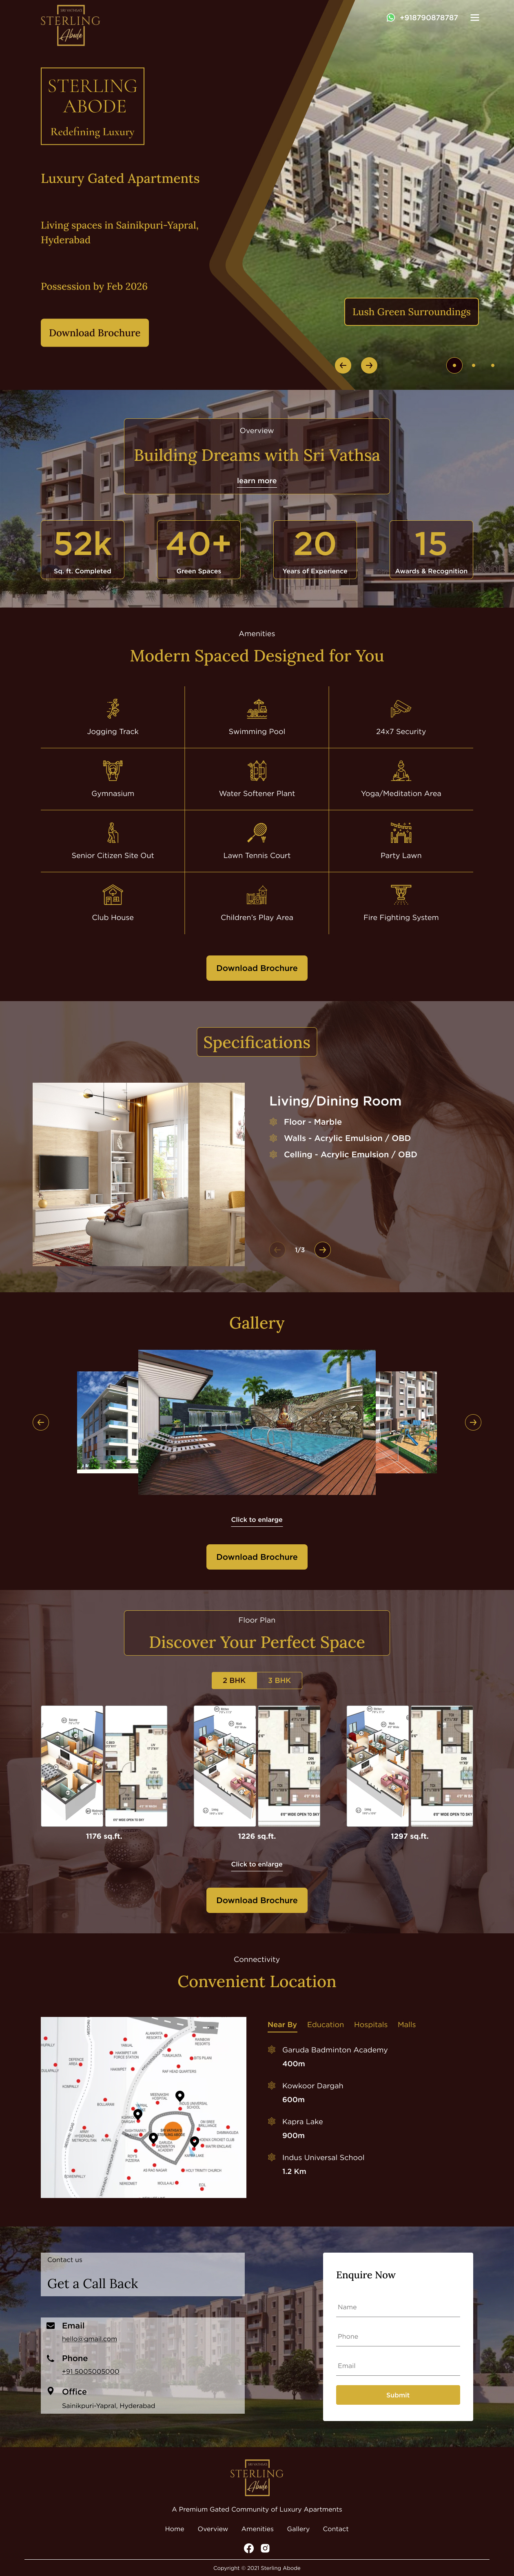 SRI VATHSA'S
STERLING
Abode
+918790878787
STERLING
ABODE
Redefining Luxury
Luxury Gated Apartments
Living spaces in Sainikpuri-Yapral,
Hyderabad
Possession by Feb 2026
Download Brochure
Lush Green Surroundings
Overview
Building Dreams with Sri Vathsa
learn more
52k
Sq. ft. Completed
40+
Green Spaces
20
Years of Experience
15
Awards & Recognition
Amenities
Modern Spaced Designed for You
Jogging Track
Swimming Pool
24x7 Security
Gymnasium
Water Softener Plant
Yoga/Meditation Area
Senior Citizen Site Out
Lawn Tennis Court
Party Lawn
Club House
Children's Play Area
Fire Fighting System
Download Brochure
Specifications
Living/Dining Room
Floor - Marble
Walls - Acrylic Emulsion / OBD
Celling - Acrylic Emulsion / OBD
1/3
Gallery
Click to enlarge
Download Brochure
Floor Plan
Discover Your Perfect Space
2 BHK
3 BHK
1176 sq.ft.
1226 sq.ft.
1297 sq.ft.
Click to enlarge
Download Brochure
Connectivity
Convenient Location
Near By
Education
Hospitals
Malls
Garuda Badminton Academy
400m
Kowkoor Dargah
600m
Kapra Lake
900m
Indus Universal School
1.2 Km
Contact us
Get a Call Back
Email
hello@gmail.com
Phone
+91 5005005000
Office
Sainikpuri-Yapral, Hyderabad
Enquire Now
Name
Phone
Email
Submit
STERLING
Abode
A Premium Gated Community of Luxury Apartments
Home
Overview
Amenities
Gallery
Contact
Copyright © 2021 Sterling Abode